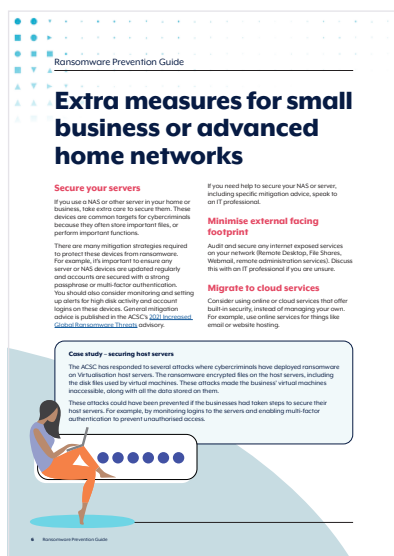 Ransomware Prevention Guide
Extra measures for small
business or advanced
home networks
Secure your servers
If you use a NAS or other server in your home or
business, take extra care to secure them. These
devices are common targets for cybercriminals
because they often store important files, or
perform important functions.
There are many mitigation strategies required
to protect these devices from ransomware.
For example, it's important to ensure any
server or NAS devices are updated regularly
and accounts are secured with a strong
passphrase or multi-factor authentication.
You should also consider monitoring and setting
up alerts for high disk activity and account
logins on these devices. General mitigation
advice is published in the ACSC's 2021 Increased
Global Ransomware Threats advisory.
If you need help to secure your NAS or server,
including specific mitigation advice, speak to
an IT professional.
Minimise external facing
footprint
Audit and secure any internet exposed services
on your network (Remote Desktop, File Shares,
Webmail, remote administration services). Discuss
this with an IT professional if you are unsure.
Migrate to cloud services
Consider using online or cloud services that offer
built-in security, instead of managing your own.
For example, use online services for things like
email or website hosting.
Case study – securing host servers
The ACSC has responded to several attacks where cybercriminals have deployed ransomware
on Virtualisation host servers. The ransomware encrypted files on the host servers, including
the disk files used by virtual machines. These attacks made the business' virtual machines
inaccessible, along with all the data stored on them.
These attacks could have been prevented if the businesses had taken steps to secure their
host servers. For example, by monitoring logins to the servers and enabling multi-factor
authentication to prevent unauthorised access.
6 Ransomware Prevention Guide